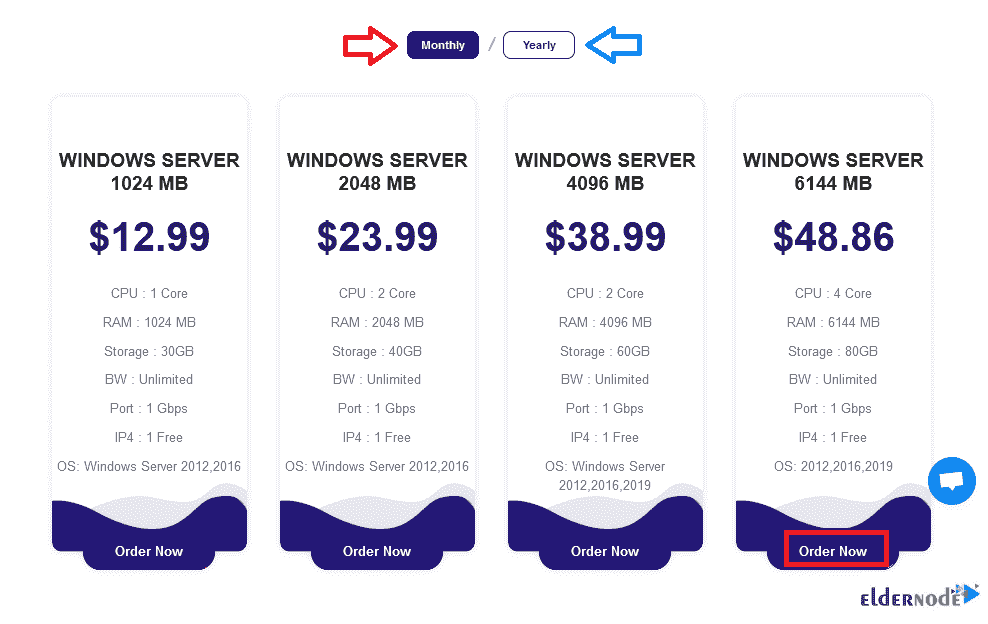 Monthly / Yearly
WINDOWS SERVER
1024 MB
$12.99
CPU : 1 Core
RAM : 1024 MB
Storage : 30GB
BW : Unlimited
Port : 1 Gbps
IP4 : 1 Free
OS: Windows Server 2012,2016
Order Now
WINDOWS SERVER
2048 MB
$23.99
CPU : 2 Core
RAM : 2048 MB
Storage : 40GB
BW : Unlimited
Port : 1 Gbps
IP4 : 1 Free
OS: Windows Server 2012,2016
Order Now
WINDOWS SERVER
4096 MB
$38.99
CPU : 2 Core
RAM : 4096 MB
Storage : 60GB
BW : Unlimited
Port : 1 Gbps
IP4 : 1 Free
OS: Windows Server
2012,2016,2019
Order Now
WINDOWS SERVER
6144 MB
$48.86
CPU : 4 Core
RAM : 6144 MB
Storage : 80GB
BW : Unlimited
Port : 1 Gbps
IP4 : 1 Free
OS: 2012,2016,2019
Order Now
ELDERNODE